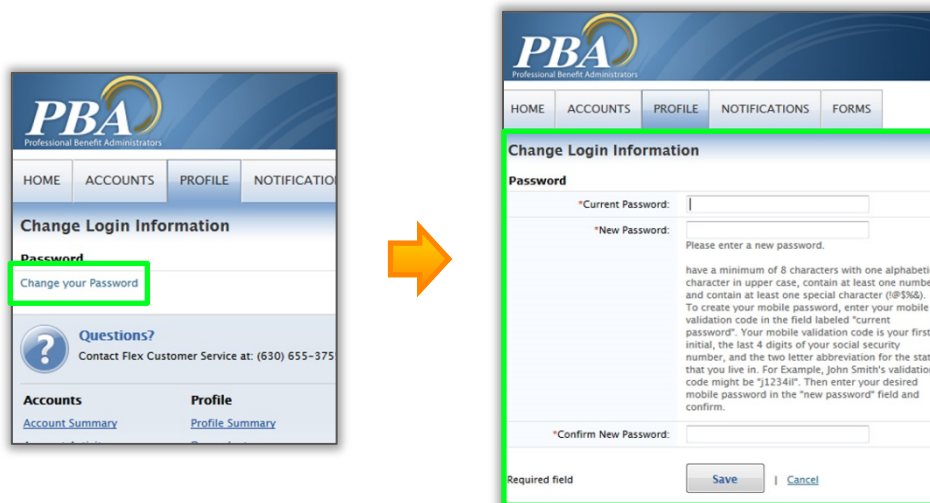 PBA
Professional Benefit Administrators
HOME ACCOUNTS PROFILE NOTIFICATIO
Change Login Information
Password
Change your Password
?
Questions?
Contact Flex Customer Service at: (630) 655-375
Accounts Profile
Account Summary Profile Summary
PBA
Professional Benefit Administrators
HOME ACCOUNTS PROFILE NOTIFICATIONS FORMS
Change Login Information
Password
*Current Password:
*New Password:
Please enter a new password.
have a minimum of 8 characters with one alphabeti
character in upper case, contain at least one numbe
and contain at least one special character (!@$%&).
To create your mobile password, enter your mobile
validation code in the field labeled "current
password". Your mobile validation code is your first
initial, the last 4 digits of your social security
number, and the two letter abbreviation for the stat
that you live in. For Example, John Smith's validation
code might be "j1234il". Then enter your desired
mobile password in the "new password" field and
confirm.
*Confirm New Password:
Required field Save | Cancel